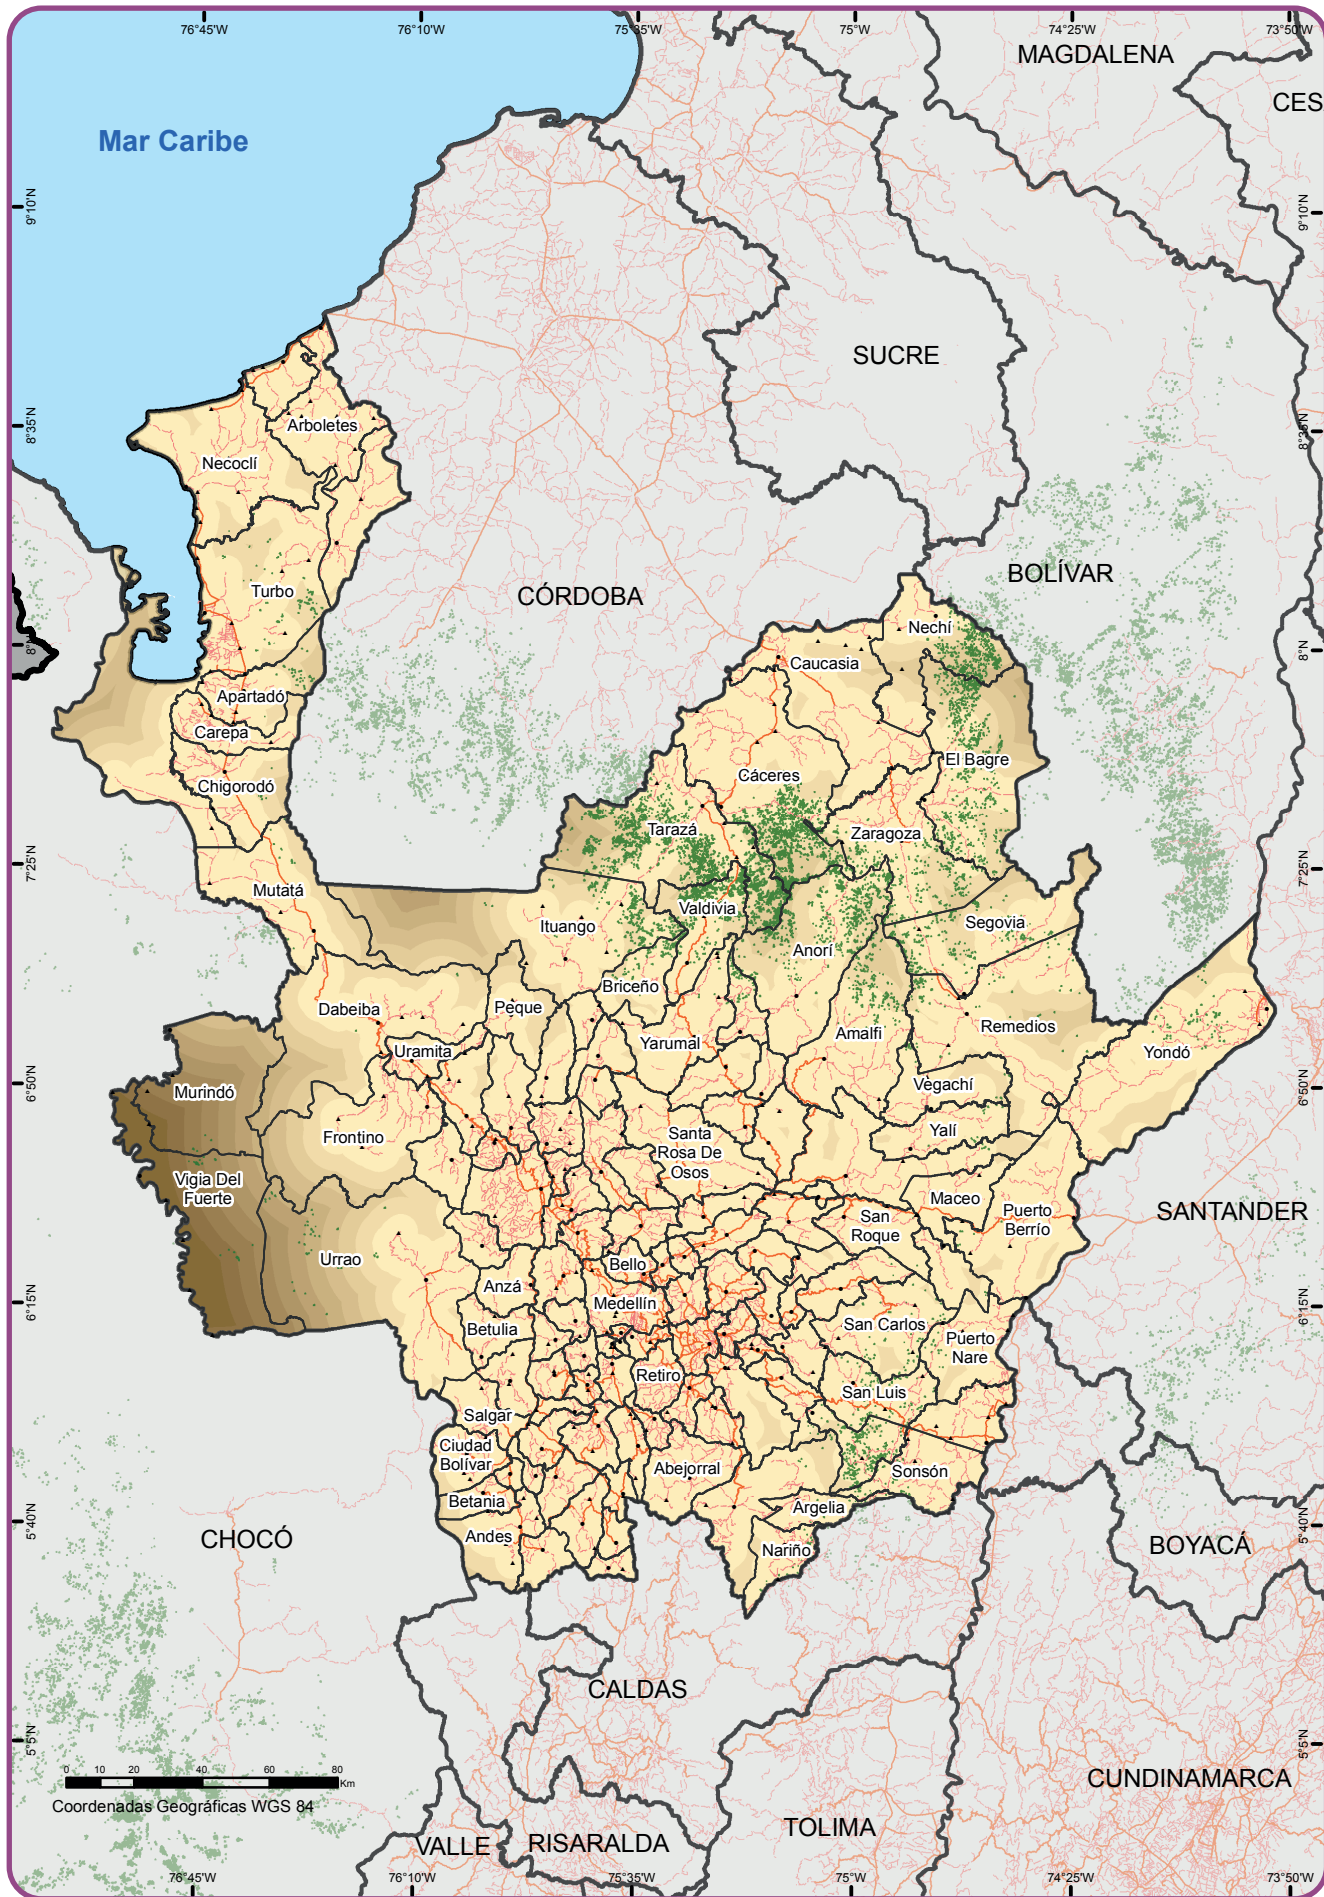 76°45'W
76°10'W
75°35'W
75°W
74°25'W
73°50'W
MAGDALENA
CES
Mar Caribe
9°10'N
9°10'N
SUCRE
8°35'N
8°35'N
Arboletes
Necoclí
BOLÍVAR
CÓRDOBA
Turbo
Nechí
8°N
8°N
Caucasia
Apartadó
Carepa
El Bagre
Cáceres
Chigorodó
Tarazá
Zaragoza
7°25'N
7°25'N
Mutatá
Valdivia
Ituango
Segovia
Anorí
Briceño
Peque
Dabeiba
Remedios
Amalfi
Yarumal
Uramita
Yondó
6°50'N
6°50'N
Vegachí
Murindó
Yalí
Frontino
Santa
Rosa De
Osos
Vigia Del
Fuerte
Maceo
Puerto
Berrío
SANTANDER
San
Roque
Urrao
Bello
Anzá
Medellín
6°15'N
6°15'N
Betulia
San Carlos
Puerto
Nare
Retiro
San Luis
Salgar
Ciudad
Bolívar
Abejorral
Sonsón
Betania
Argelia
5°40'N
5°40'N
Andes
CHOCÓ
BOYACÁ
Nariño
CALDAS
5°5'N
5°5'N
CUNDINAMARCA
0 10 20 40 60 80
Km
Coordenadas Geográficas WGS 84
TOLIMA
VALLE
RISARALDA
76°45'W
76°10'W
75°35'W
75°W
74°25'W
73°50'W